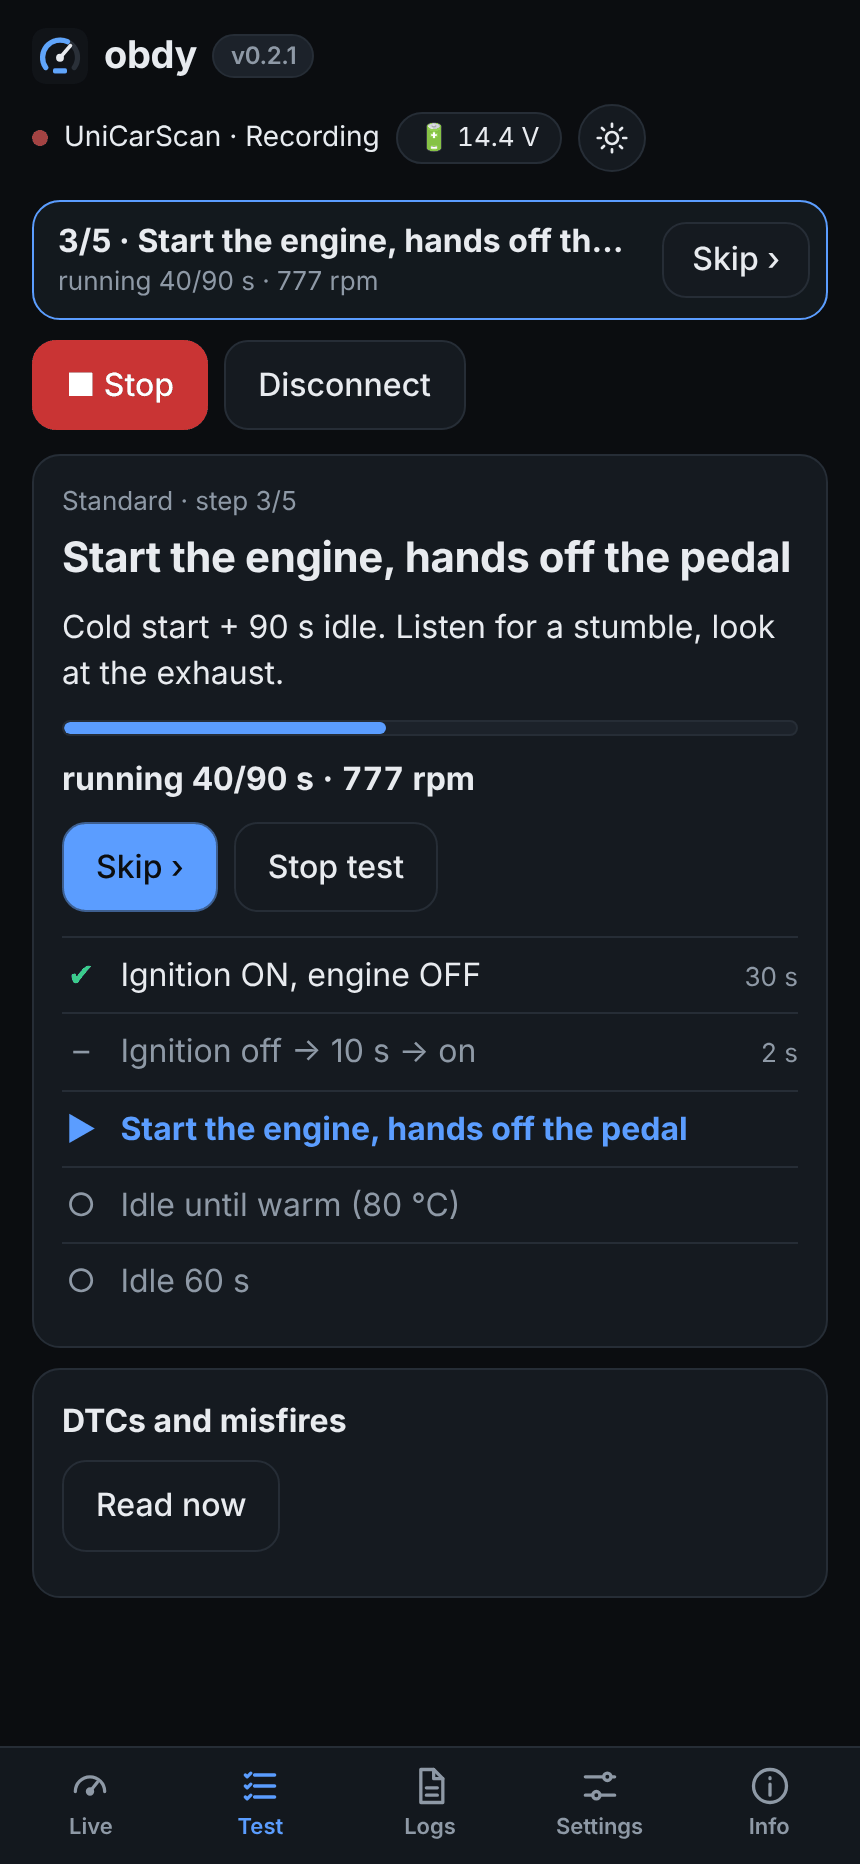 obdy v0.2.1
UniCarScan · Recording 14.4 V
3/5 · Start the engine, hands off th…
Skip ›
running 40/90 s · 777 rpm
Stop Disconnect
Standard · step 3/5
Start the engine, hands off the pedal
Cold start + 90 s idle. Listen for a stumble, look
at the exhaust.
running 40/90 s · 777 rpm
Skip › Stop test
✔ Ignition ON, engine OFF 30 s
– Ignition off → 10 s → on 2 s
▶ Start the engine, hands off the pedal
○ Idle until warm (80 °C)
○ Idle 60 s
DTCs and misfires
Read now
Live Test Logs Settings Info